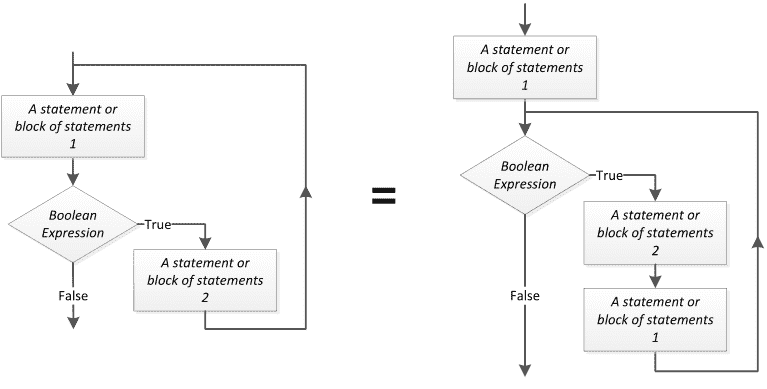 A statement or
block of statements
1
Boolean
Expression
True
A statement or
block of statements
2
False
=
A statement or
block of statements
1
Boolean
Expression
True
A statement or
block of statements
2
False
A statement or
block of statements
1